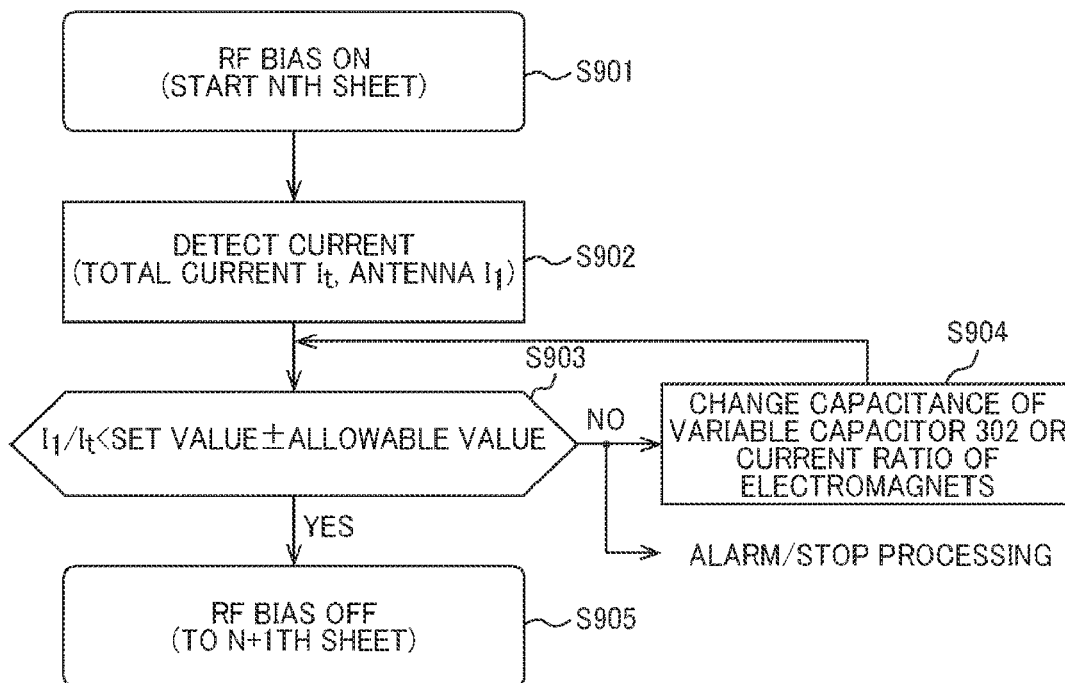 RF BIAS ON
(START NTH SHEET)
S901
DETECT CURRENT
(TOTAL CURRENT It, ANTENNA I1)
S902
S903
I1/It<SET VALUE±ALLOWABLE VALUE
NO
S904
CHANGE CAPACITANCE OF
VARIABLE CAPACITOR 302 OR
CURRENT RATIO OF
ELECTROMAGNETS
ALARM/STOP PROCESSING
YES
RF BIAS OFF
(TO N+1TH SHEET)
S905